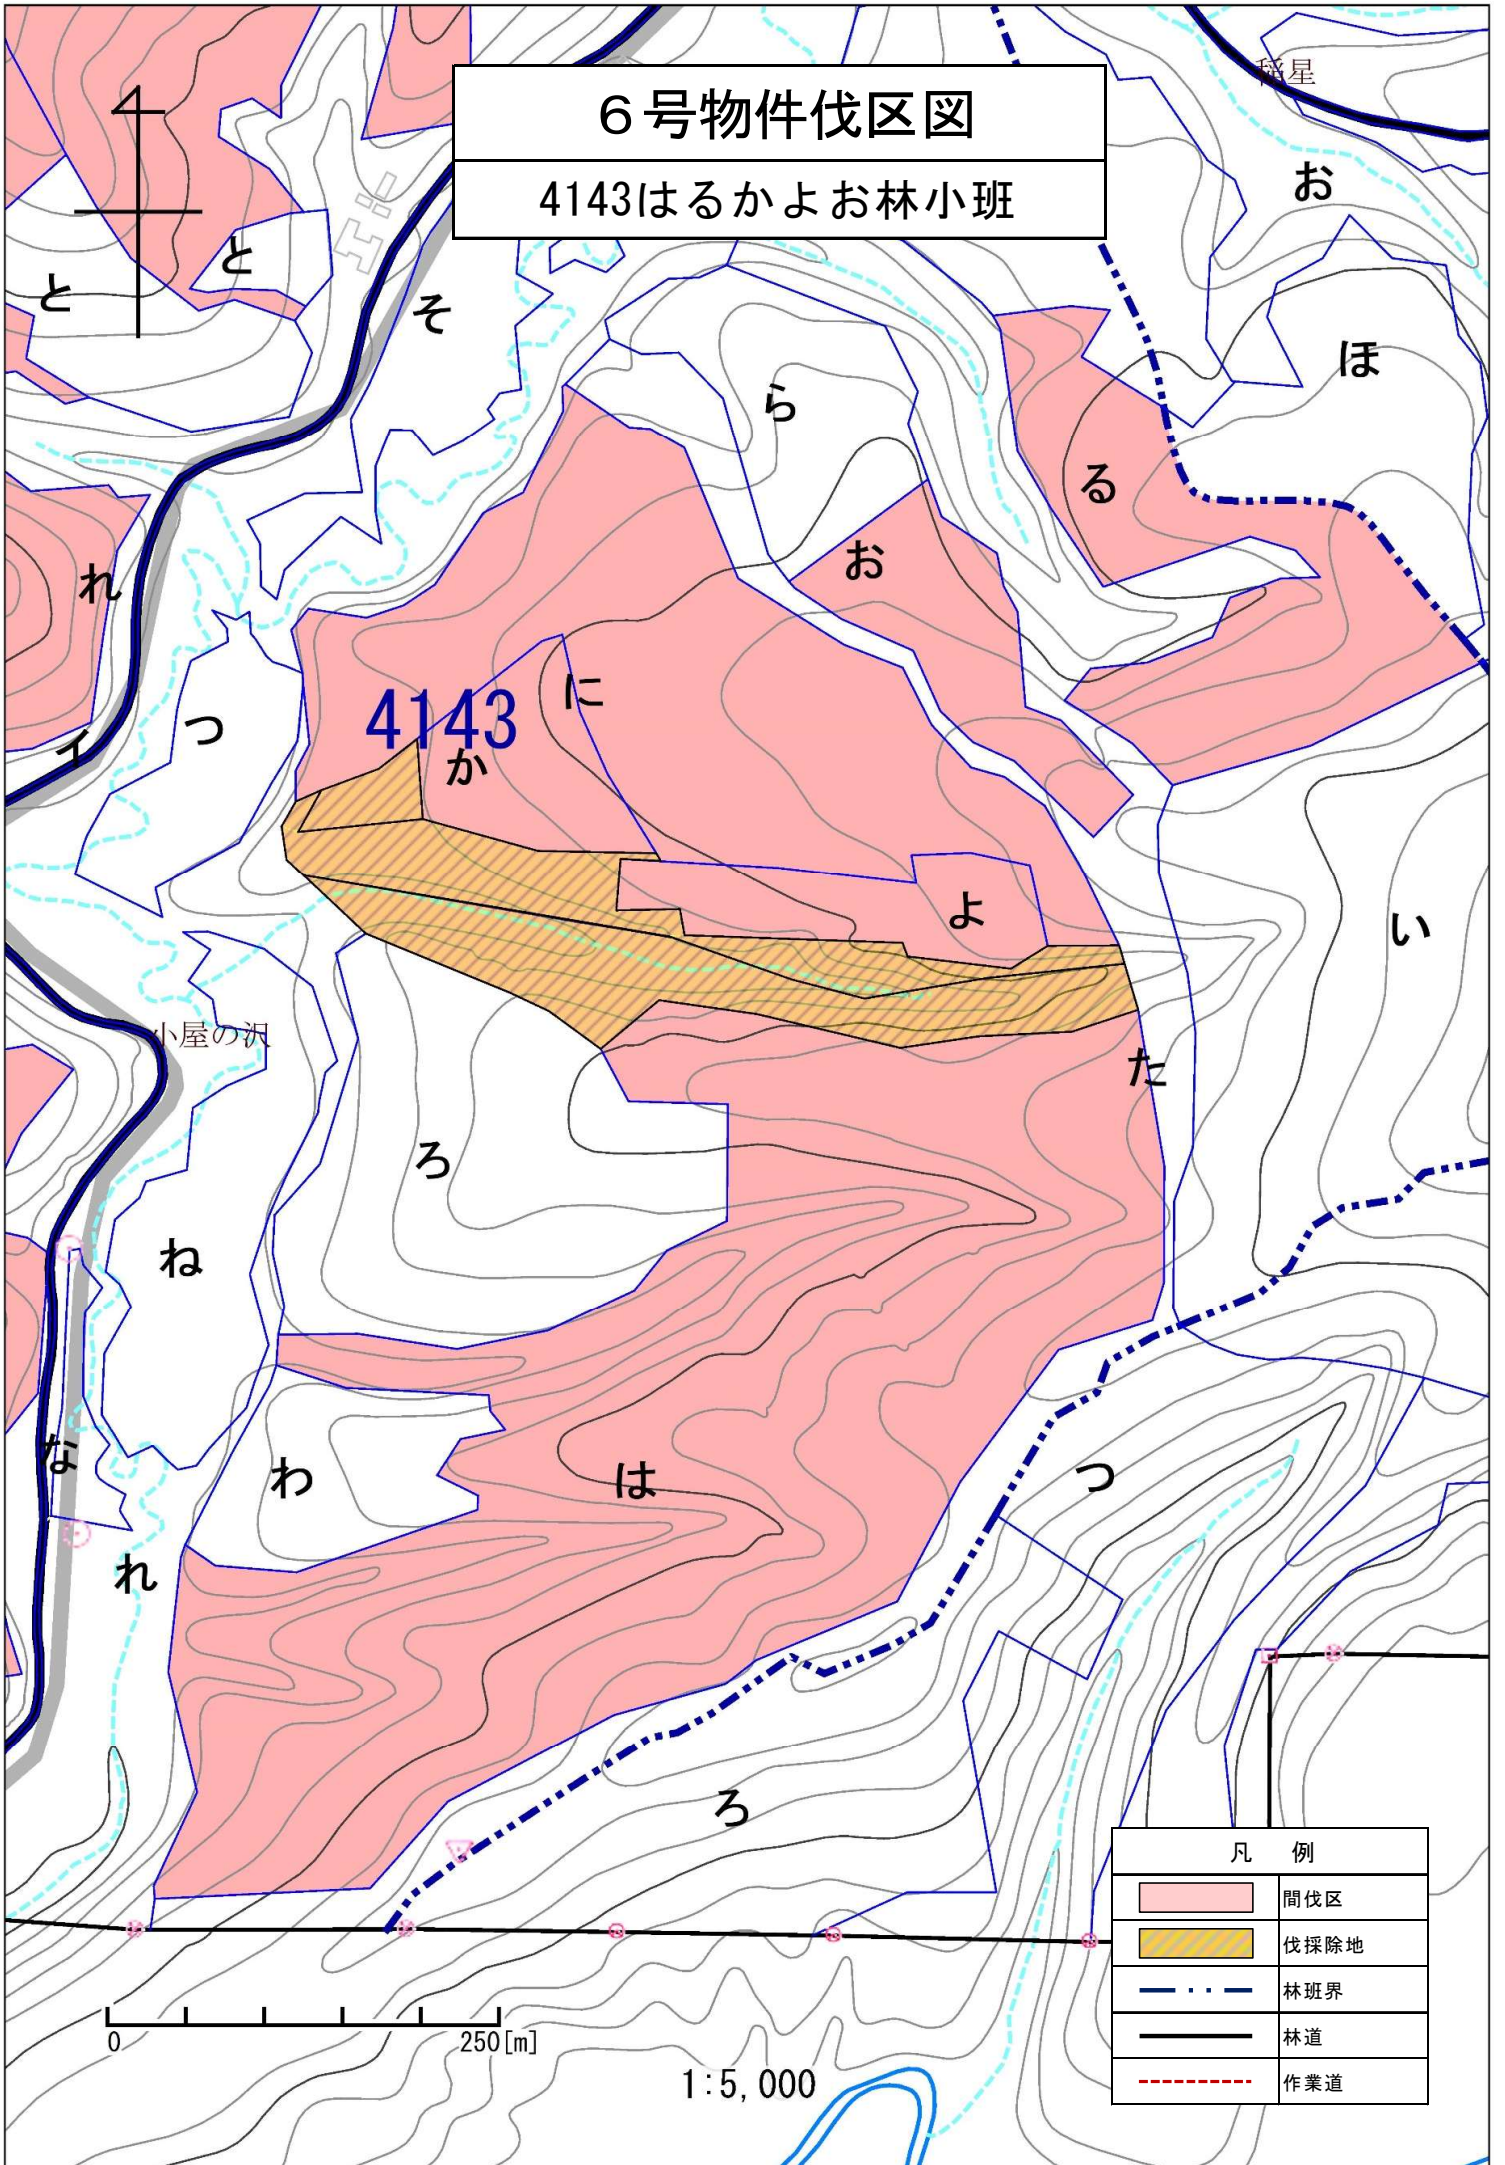 ６号物件伐区図
4143はるかよお林小班
稲星
お
と
と
そ
ほ
ら
る
お
れ
に
4143
つ
か
イ
よ
い
小屋の沢
た
ろ
ね
な
わ
は
つ
れ
ろ
凡 例
間伐区
伐採除地
林班界
林道
作業道
0 250[m]
1:5,000